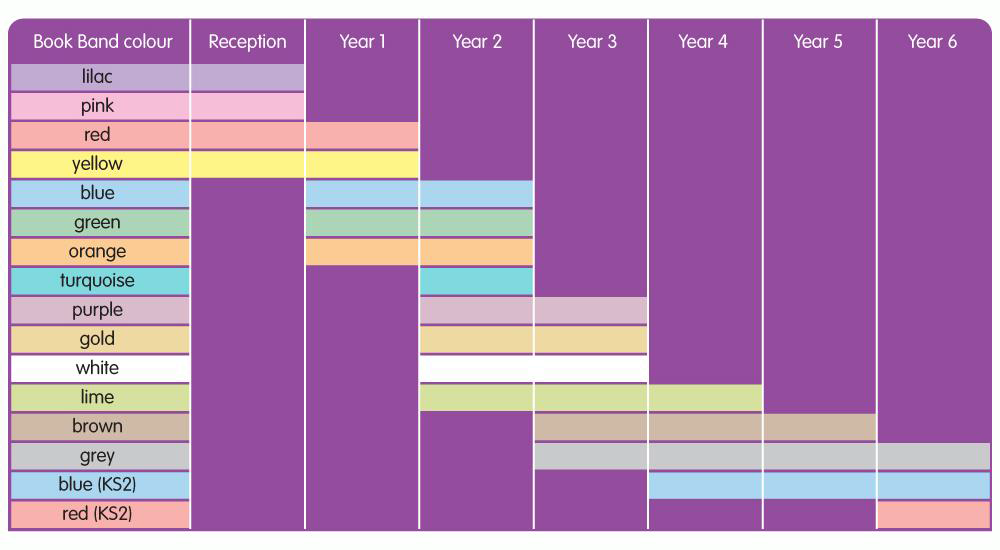 Book Band colour Reception Year 1 Year 2 Year 3 Year 4 Year 5 Year 6
lilac
pink
red
yellow
blue
green
orange
turquoise
purple
gold
white
lime
brown
grey
blue (KS2)
red (KS2)